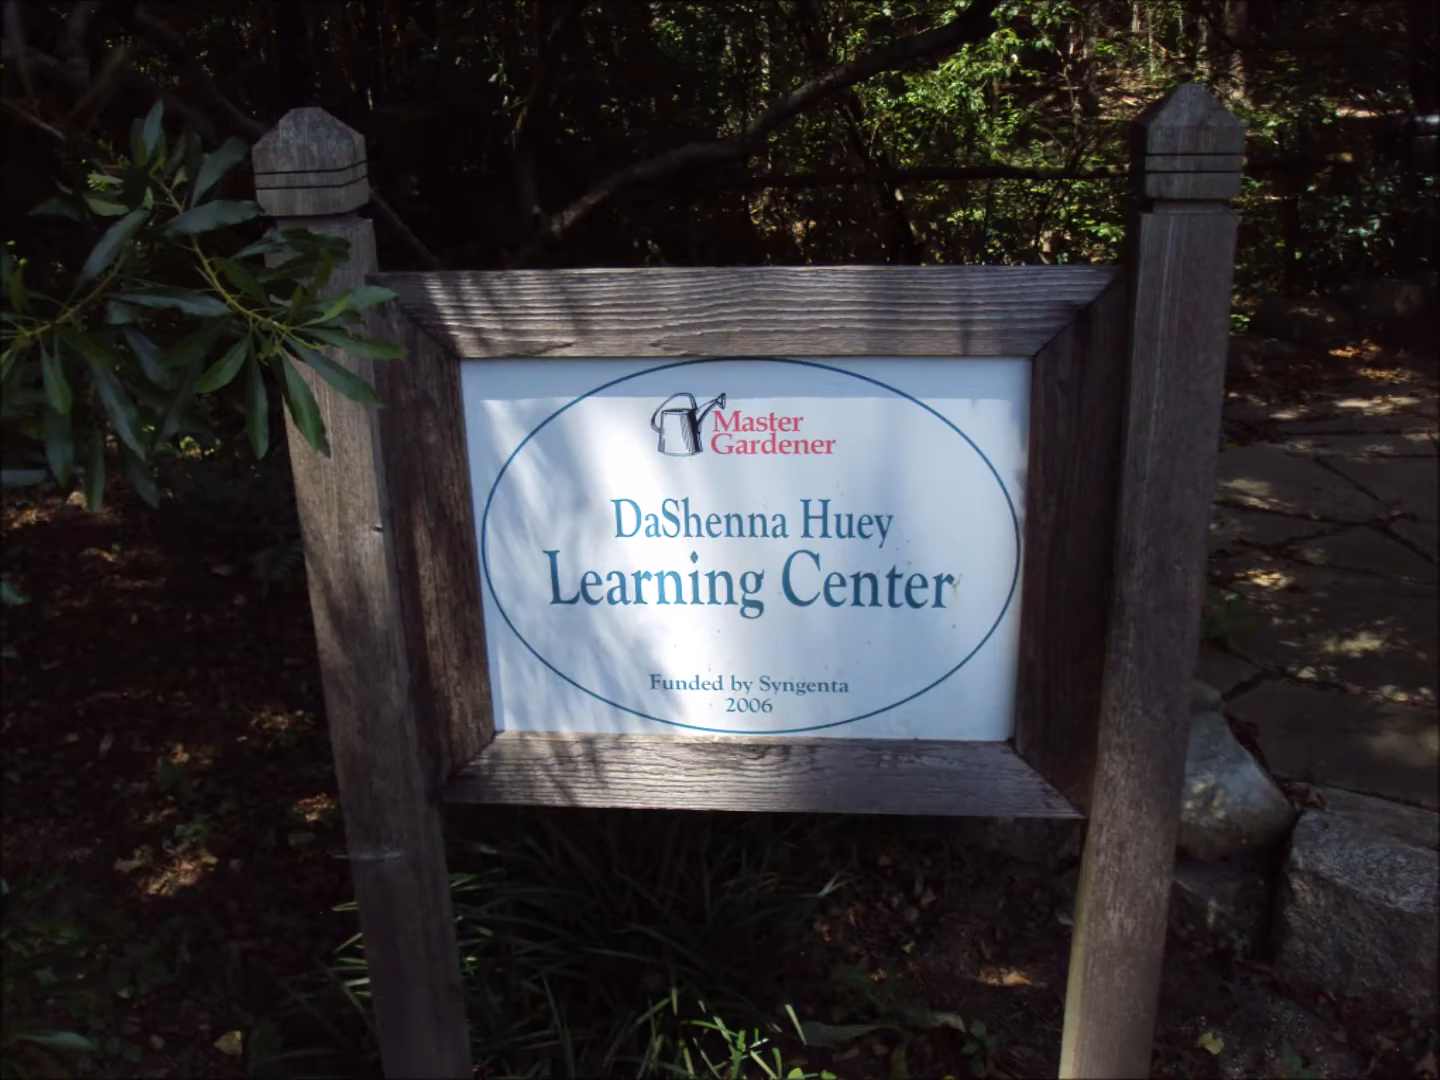 Master
Gardener
DaShenna Huey
Learning Center
Funded by Syngenta
2006